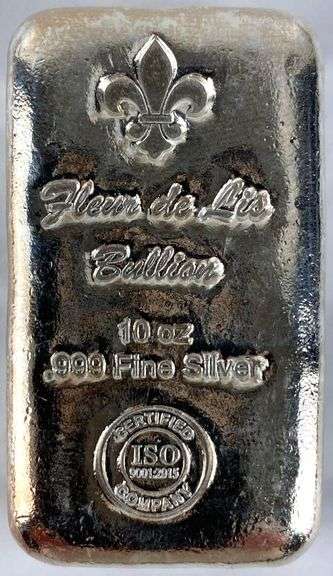 Fleur de Lis
Bullion
10 oz
.999 Fine Silver
CERTIFIED
ISO
9001:2015
COMPANY